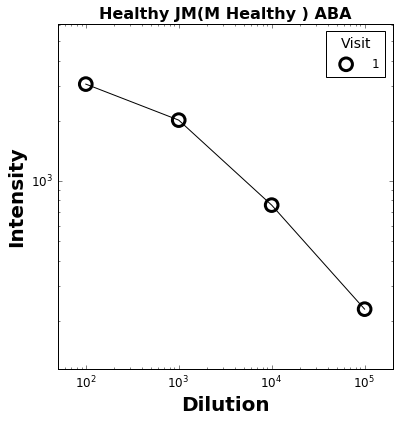 Healthy JM(M Healthy ) ABA
Visit
1
Intensity
10³
10² 10³ 10⁴ 10⁵
Dilution